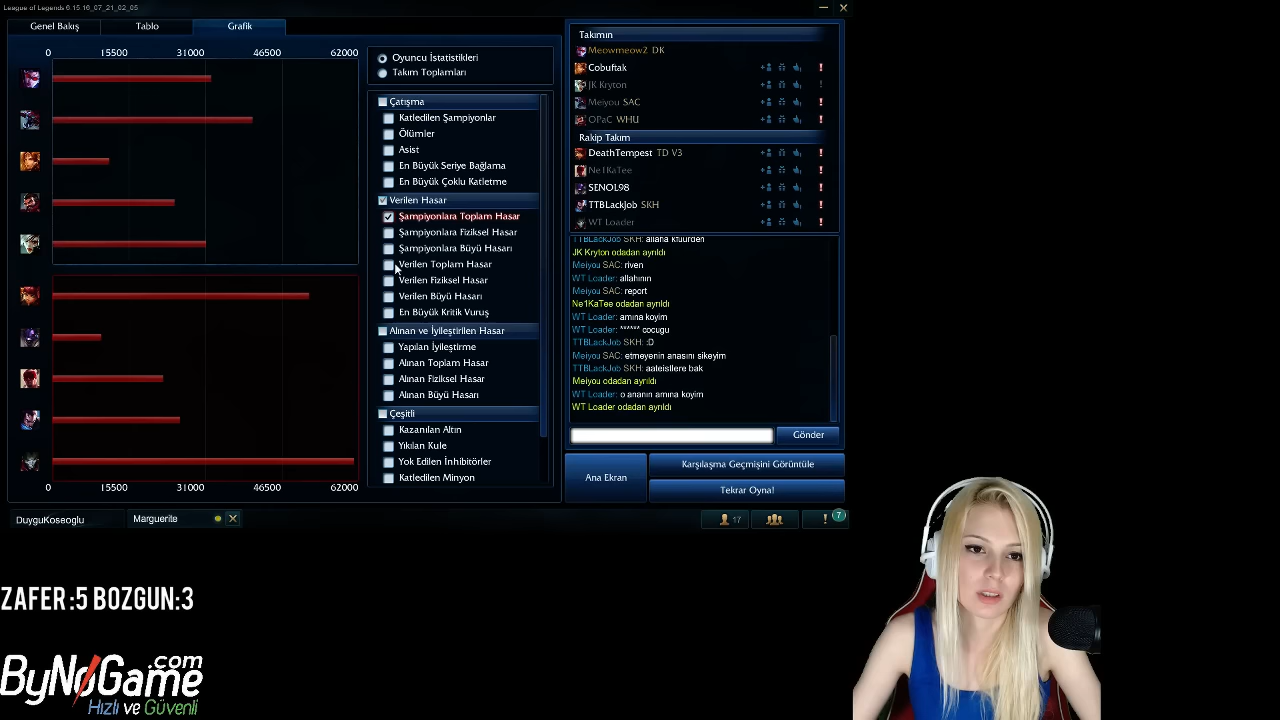 League of Legends 6 15 16_07_21_02_05
Genel Bakış
Tablo
Grafik
0 15500 31000 46500 62000
0 15500 31000 46500 62000
Oyuncu İstatistikleri
Takım Toplamları
Çatışma
Katledilen Şampiyonlar
Ölümler
Asist
En Büyük Seriye Bağlama
En Büyük Çoklu Katletme
Verilen Hasar
Şampiyonlara Toplam Hasar
Şampiyonlara Fiziksel Hasar
Şampiyonlara Büyü Hasarı
Verilen Toplam Hasar
Verilen Fiziksel Hasar
Verilen Büyü Hasarı
En Büyük Kritik Vuruş
Alınan ve İyileştirilen Hasar
Yapılan İyileştirme
Alınan Toplam Hasar
Alınan Fiziksel Hasar
Alınan Büyü Hasarı
Çeşitli
Kazanılan Altın
Yıkılan Kule
Yok Edilen İnhibitörler
Katledilen Minyon
Takımın
Meowmeow2 DK
Cobuftak
JK Kryton
Meiyou SAC
OPaC WHU
Rakip Takım
DeathTempest TD V3
Ne1KaTee
SENOL98
TTBLackJob SKH
WT Loader
TTBLackJob SKH: allaha kfuurden
JK Kryton odadan ayrıldı
Meiyou SAC: riven
WT Loader: allahının
Meiyou SAC: report
Ne1KaTee odadan ayrıldı
WT Loader: amına koyim
WT Loader: ****** cocugu
TTBLackJob SKH: :D
Meiyou SAC: etmeyenin anasını sikeyim
TTBLackJob SKH: aateistlere bak
Meiyou odadan ayrıldı
WT Loader: o ananın amına koyim
WT Loader odadan ayrıldı
Gönder
Ana Ekran
Karşılaşma Geçmişini Görüntüle
Tekrar Oyna!
DuyguKoseoglu
Marguerite
17
7
ZAFER :5 BOZGUN:3
ByNoGame.com
Hızlı ve Güvenli